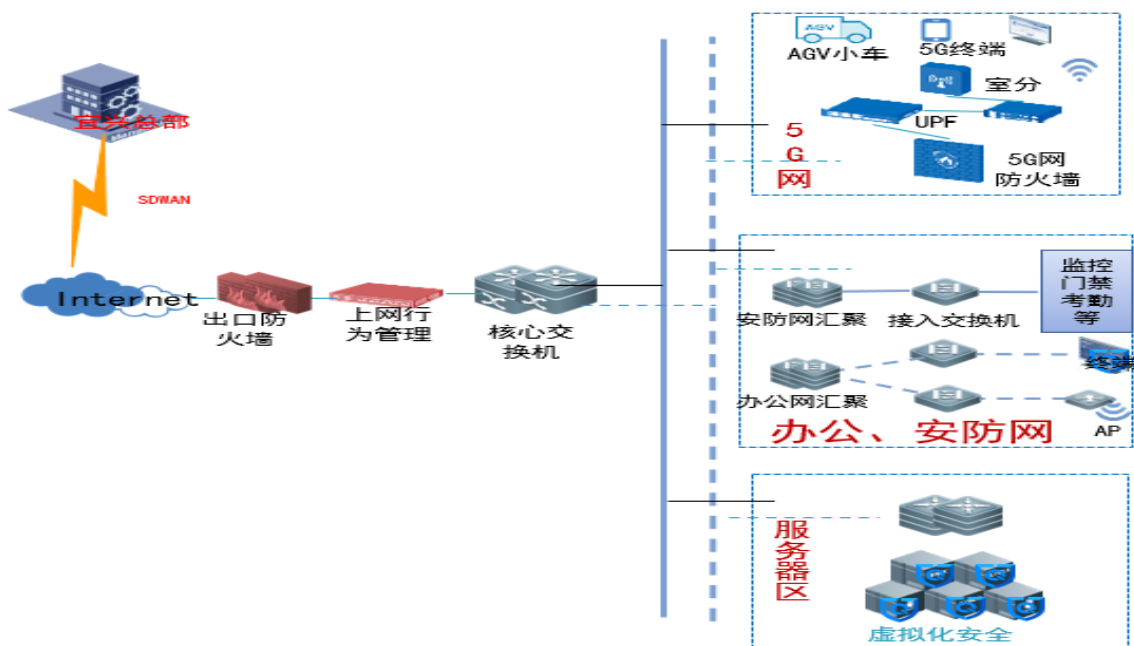 宜兴总部
SDWAN
Internet
出口防
火墙
上网行
为管理
核心交
换机
AGV
AGV小车
5G终端
室分
UPF
5G网
防火墙
5
G
网
安防网汇聚
接入交换机
监控
门禁
考勤
等
办公网汇聚
终端
AP
办公、安防网
服
务
器
区
虚拟化安全